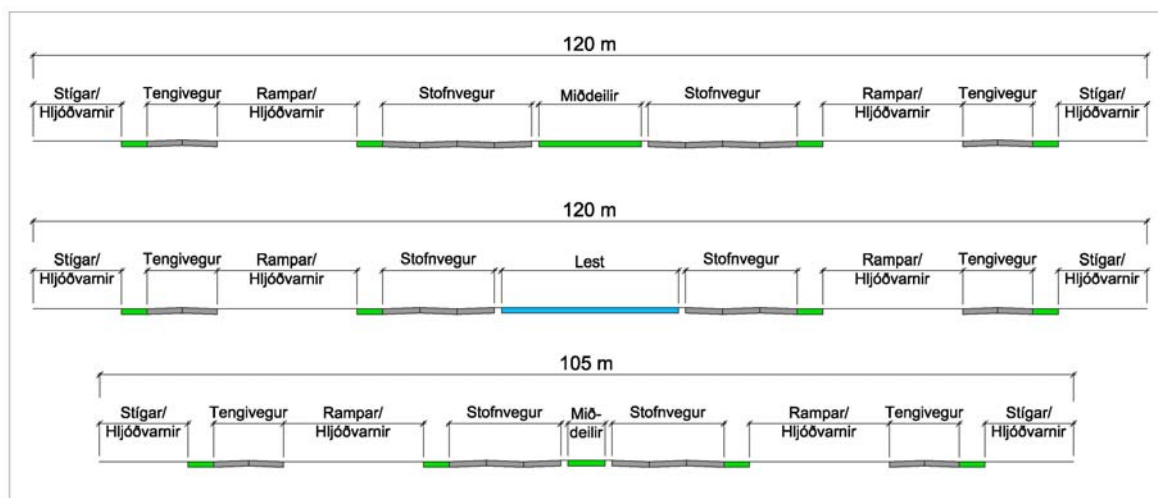 120 m
Stígar/ Tengivegur Rampar/ Stofnvegur Miðdeilir Stofnvegur Rampar/ Tengivegur Stígar/
Hljóðvarnir Hljóðvarnir Hljóðvarnir Hljóðvarnir
120 m
Stígar/ Tengivegur Rampar/ Stofnvegur Lest Stofnvegur Rampar/ Tengivegur Stígar/
Hljóðvarnir Hljóðvarnir Hljóðvarnir Hljóðvarnir
105 m
Stígar/ Tengivegur Rampar/ Stofnvegur Mið- Stofnvegur Rampar/ Tengivegur Stígar/
Hljóðvarnir Hljóðvarnir deilir Hljóðvarnir Hljóðvarnir